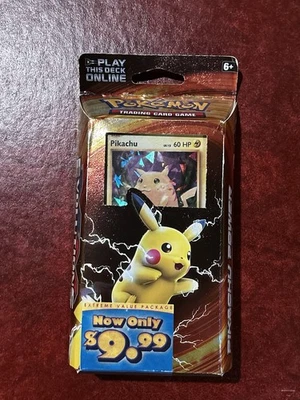 PLAY
THIS DECK
ONLINE
6+
POKÉMON
TRADING CARD GAME
Pikachu 60 HP
EXTREME VALUE PACKAGE
Now Only
$9.99